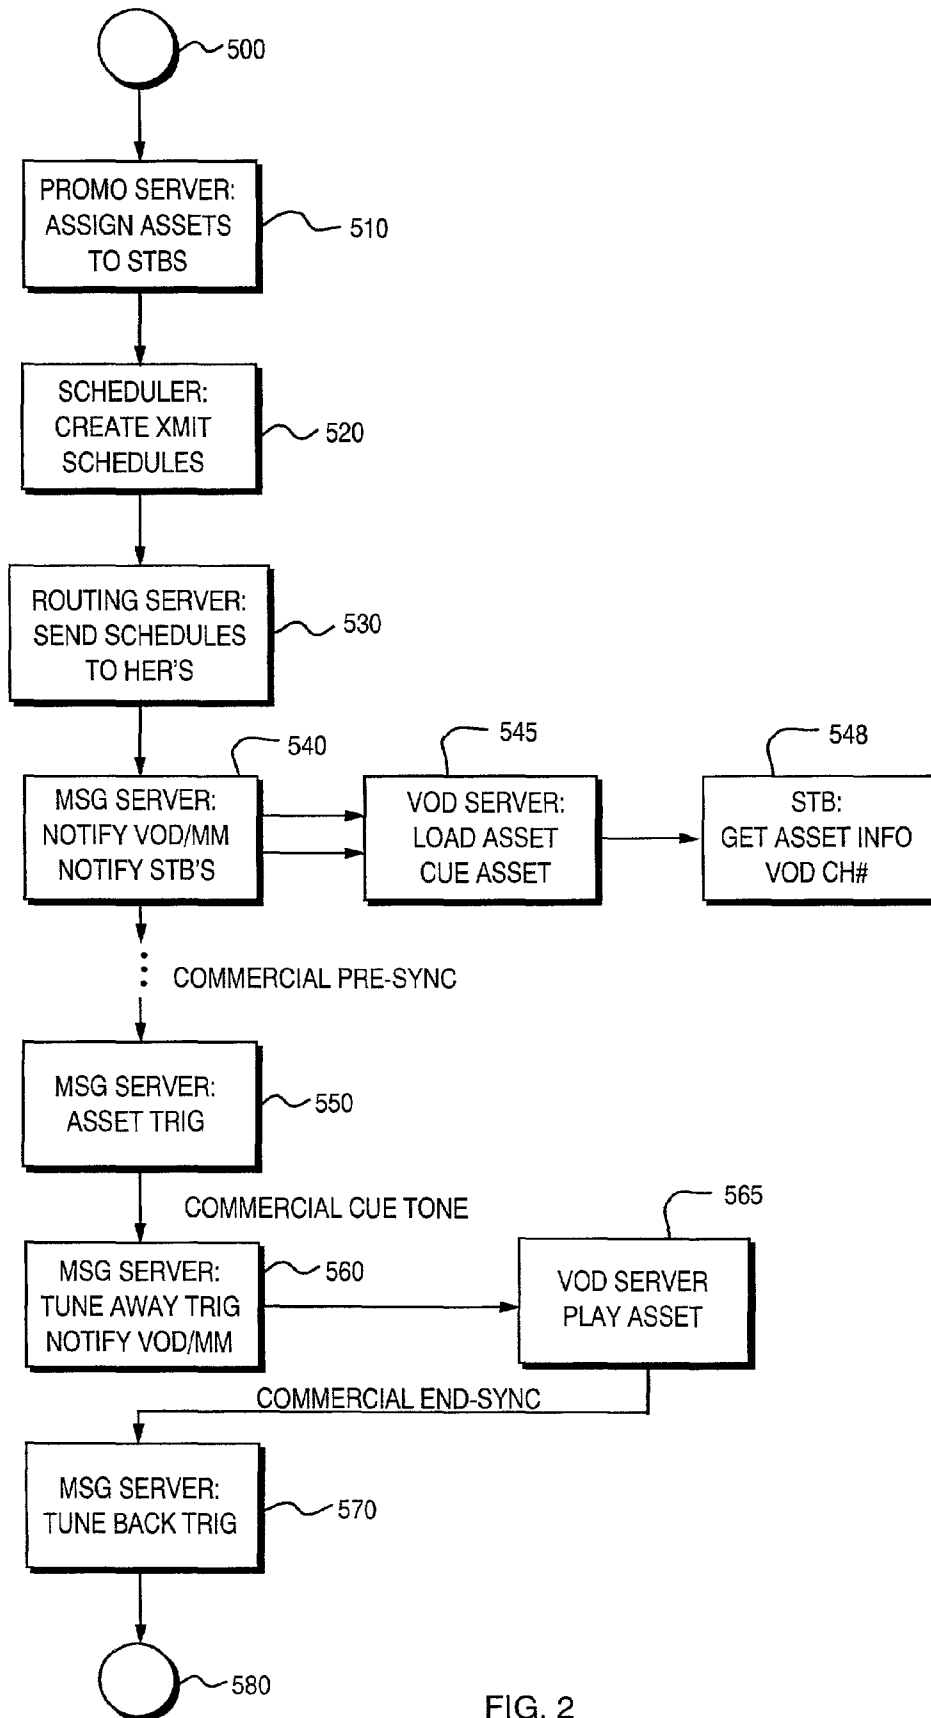 500
PROMO SERVER:
ASSIGN ASSETS
TO STBS
510
SCHEDULER:
CREATE XMIT
SCHEDULES
520
ROUTING SERVER:
SEND SCHEDULES
TO HER'S
530
540
MSG SERVER:
NOTIFY VOD/MM
NOTIFY STB'S
545
VOD SERVER:
LOAD ASSET
CUE ASSET
548
STB:
GET ASSET INFO
VOD CH#
COMMERCIAL PRE-SYNC
MSG SERVER:
ASSET TRIG
550
COMMERCIAL CUE TONE
MSG SERVER:
TUNE AWAY TRIG
NOTIFY VOD/MM
560
565
VOD SERVER
PLAY ASSET
COMMERCIAL END-SYNC
MSG SERVER:
TUNE BACK TRIG
570
580
FIG. 2